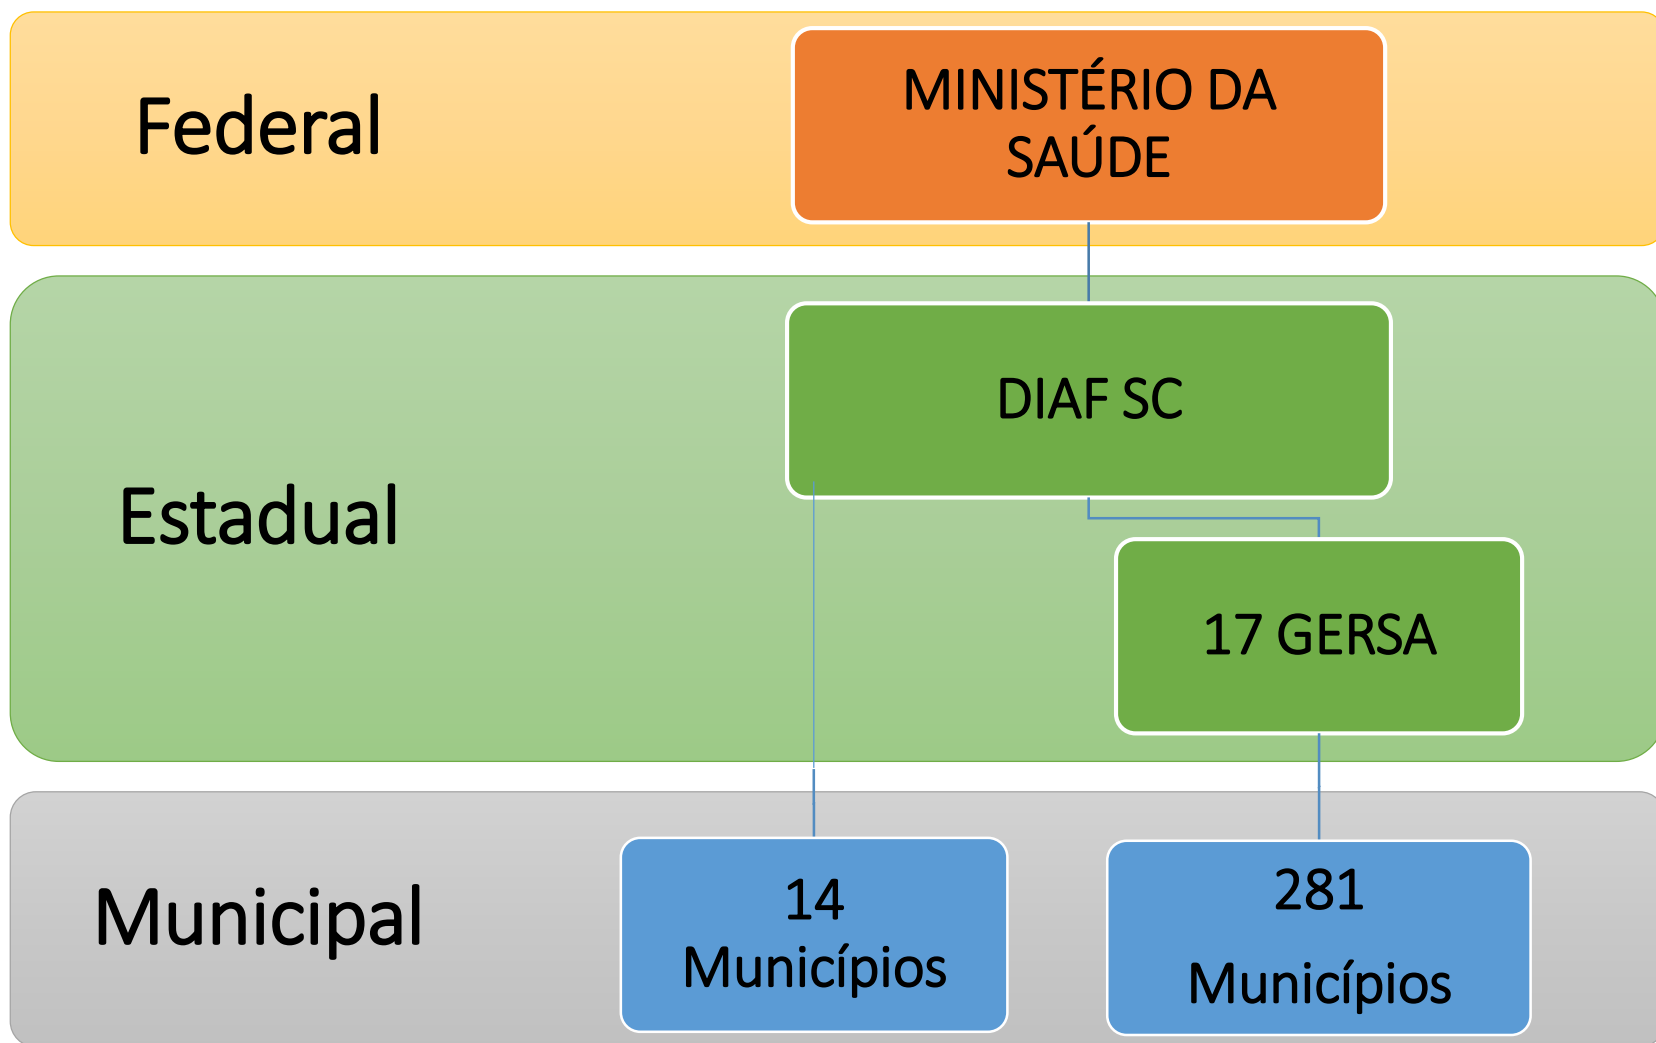 Federal
MINISTÉRIO DA
SAÚDE
Estadual
DIAF SC
17 GERSA
Municipal
14
Municípios
281
Municípios